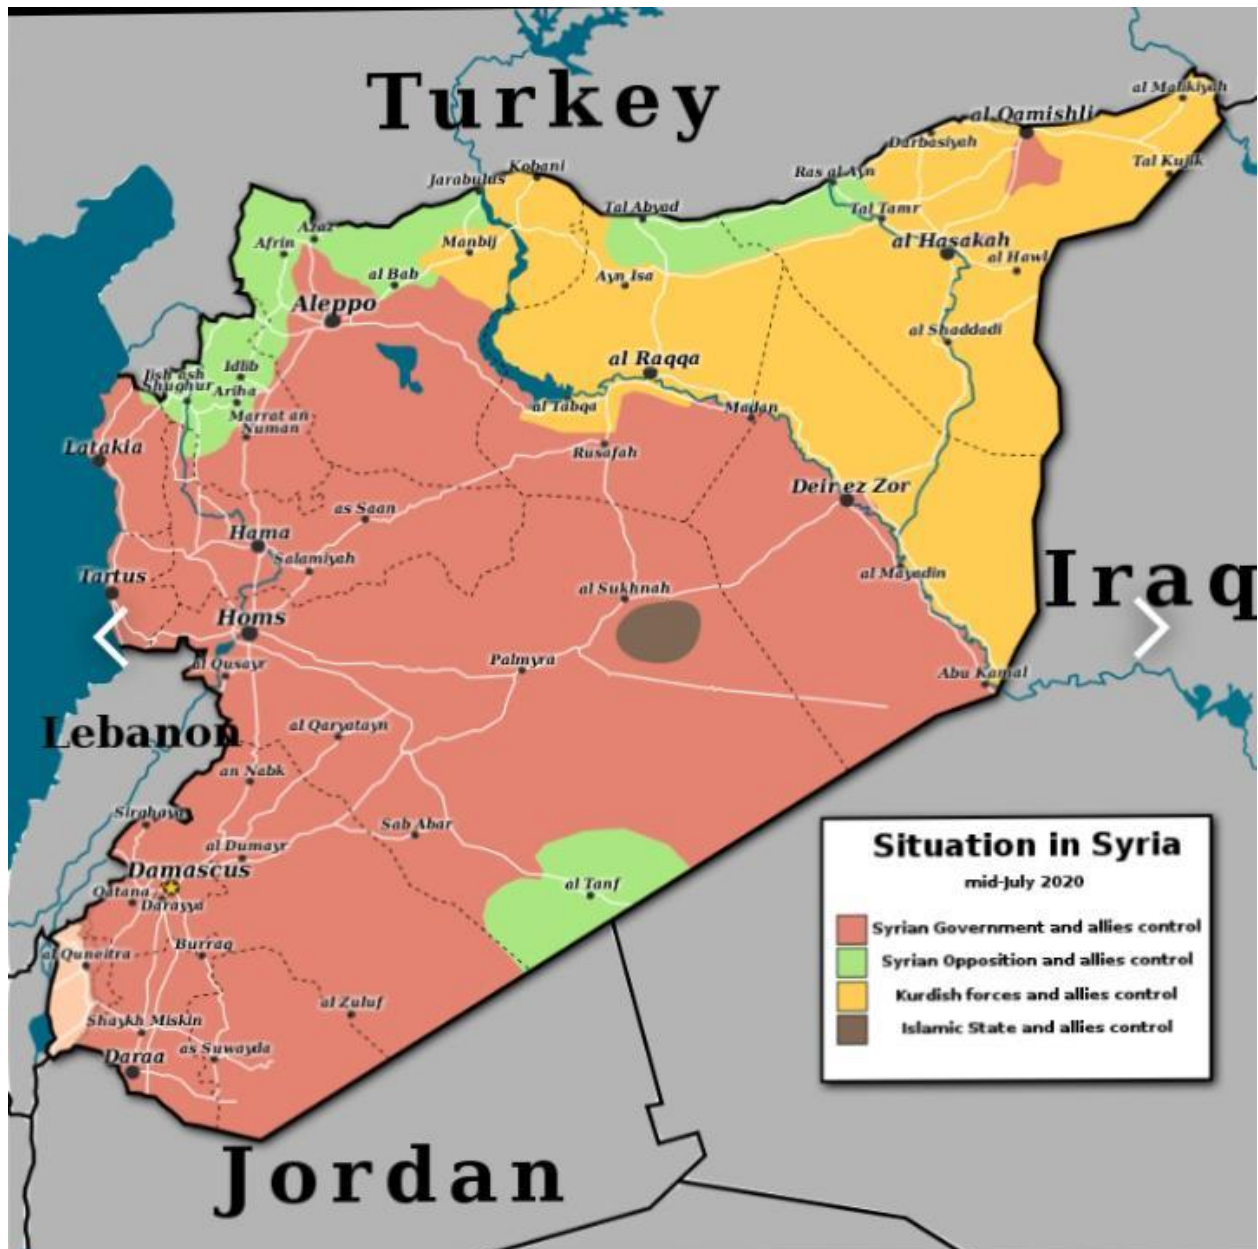 Turkey
al Malikiyah
al Qamishli
Darbasiyah
Tal Kujik
Kobani
Jarabulus
Ras al Ayn
Tal Abyad
Tal Tamr
Azaz
Afrin
Manbij
al Hasakah
al Hawl
al Bab
Ayn Isa
Aleppo
al Shaddadi
al Raqqa
Idlib
Jish ash
Shughur
Ariha
al Tabqa
Madan
Marrat an
Numan
Latakia
Rusafah
Deir ez Zor
as Saan
Hama
Salamiyah
Tartus
al Sukhnah
al Mayadin
Iraq
Homs
Palmyra
al Qusayr
Abu Kamal
Lebanon
al Qaryatayn
an Nabk
Sirghaya
Sab Abar
al Dumayr
Damascus
al Tanf
Qatana
Darayya
Burraq
al Quneitra
al Zuluf
Shaykh Miskin
as Suwayda
Daraa
Jordan
Situation in Syria
mid-July 2020
Syrian Government and allies control
Syrian Opposition and allies control
Kurdish forces and allies control
Islamic State and allies control